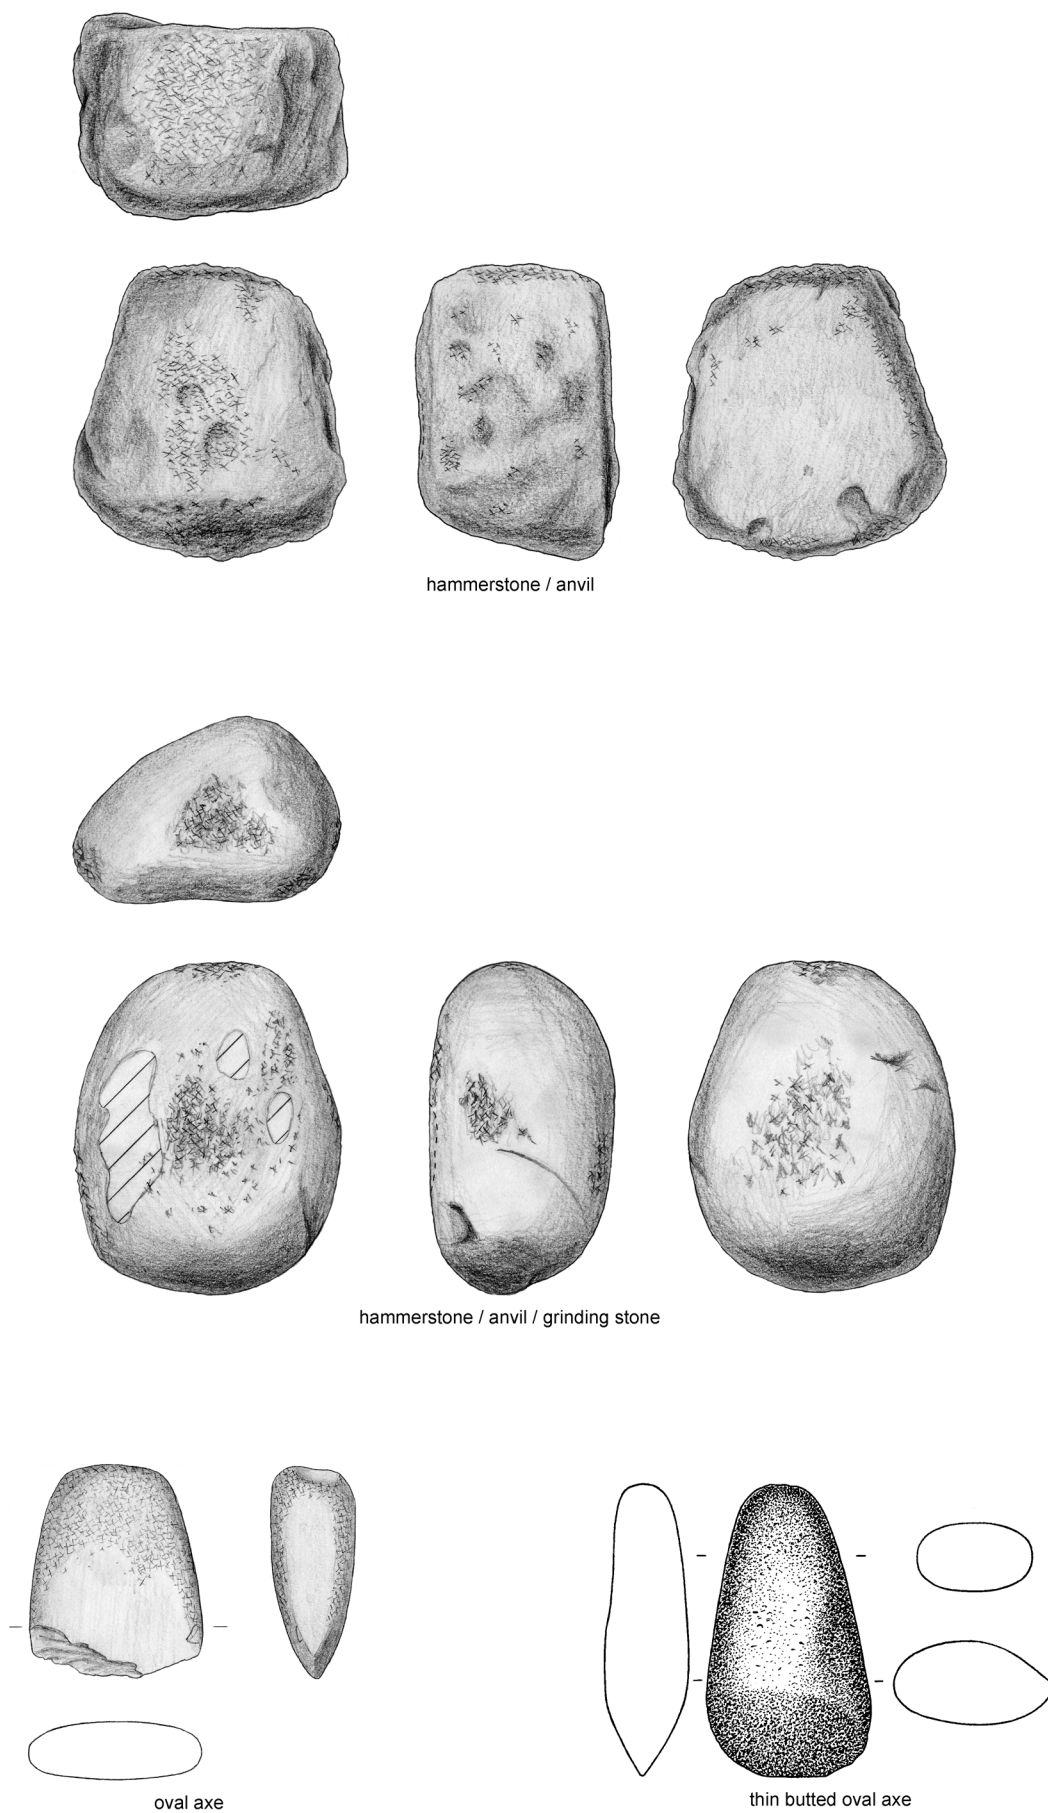 hammerstone / anvil
hammerstone / anvil / grinding stone
oval axe
thin butted oval axe